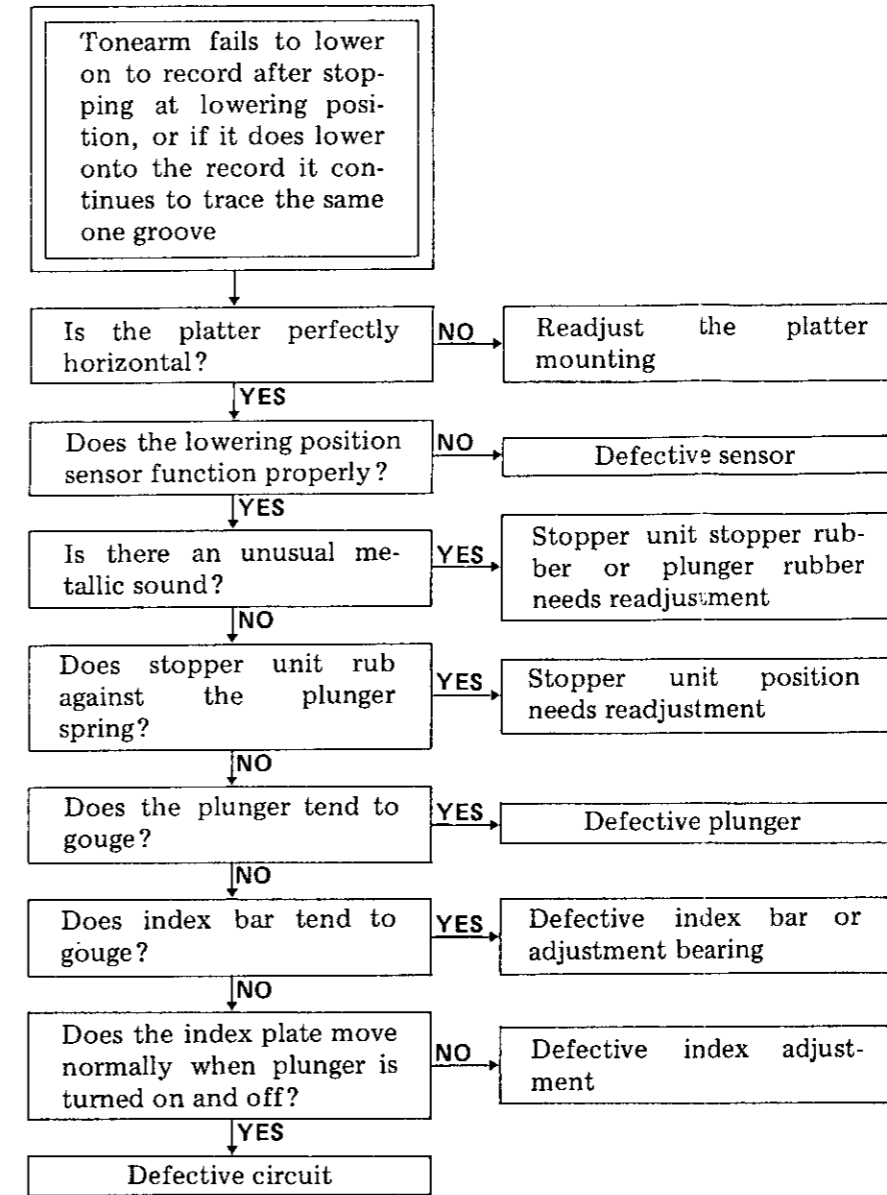 Tonearm fails to lower
on to record after stop-
ping at lowering posi-
tion, or if it does lower
onto the record it con-
tinues to trace the same
one groove
Is the platter perfectly
horizontal?
NO
Readjust the platter
mounting
YES
Does the lowering position
sensor function properly?
NO
Defective sensor
YES
Is there an unusual me-
tallic sound?
YES
Stopper unit stopper rub-
ber or plunger rubber
needs readjustment
NO
Does stopper unit rub
against the plunger
spring?
YES
Stopper unit position
needs readjustment
NO
Does the plunger tend to
gouge?
YES
Defective plunger
NO
Does index bar tend to
gouge?
YES
Defective index bar or
adjustment bearing
NO
Does the index plate move
normally when plunger is
turned on and off?
NO
Defective index adjust-
ment
YES
Defective circuit